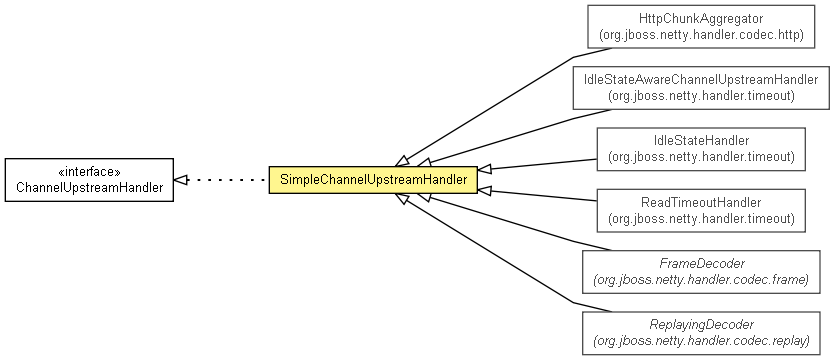 HttpChunkAggregator
(org.jboss.netty.handler.codec.http)
IdleStateAwareChannelUpstreamHandler
(org.jboss.netty.handler.timeout)
IdleStateHandler
(org.jboss.netty.handler.timeout)
«interface»
ChannelUpstreamHandler
SimpleChannelUpstreamHandler
ReadTimeoutHandler
(org.jboss.netty.handler.timeout)
FrameDecoder
(org.jboss.netty.handler.codec.frame)
ReplayingDecoder
(org.jboss.netty.handler.codec.replay)